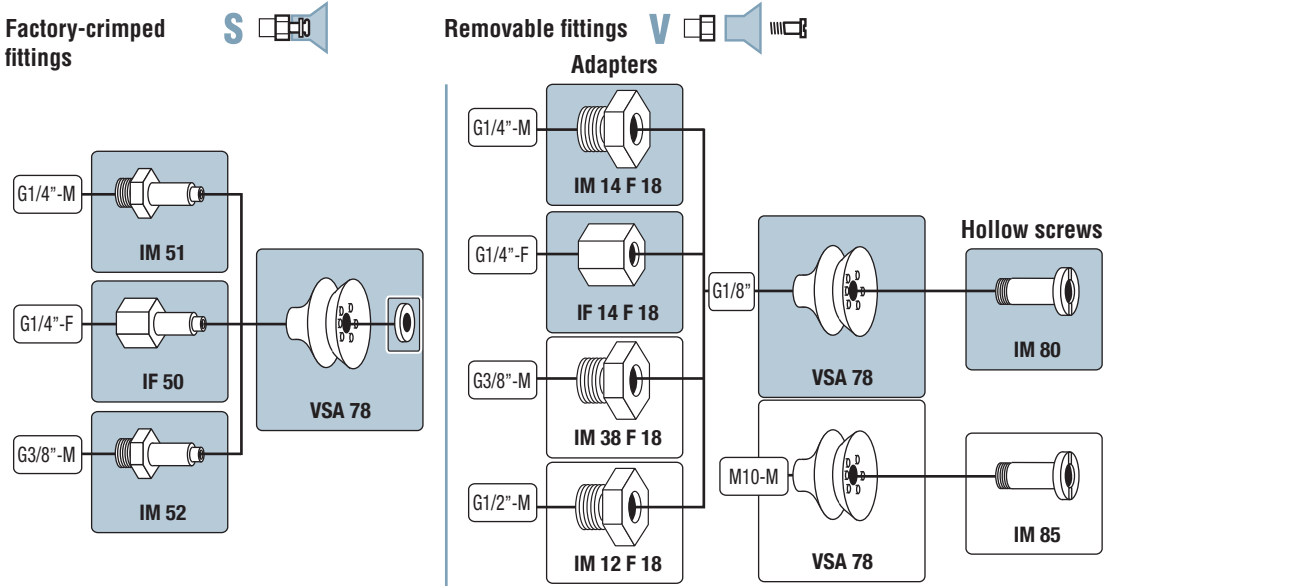 Factory-crimped
fittings
S
G1/4”-M
IM 51
G1/4”-F
IF 50
G3/8”-M
IM 52
VSA 78
Removable fittings
V
Adapters
G1/4”-M
IM 14 F 18
G1/4”-F
IF 14 F 18
G3/8”-M
IM 38 F 18
G1/2”-M
IM 12 F 18
G1/8”
VSA 78
Hollow screws
IM 80
M10-M
VSA 78
IM 85